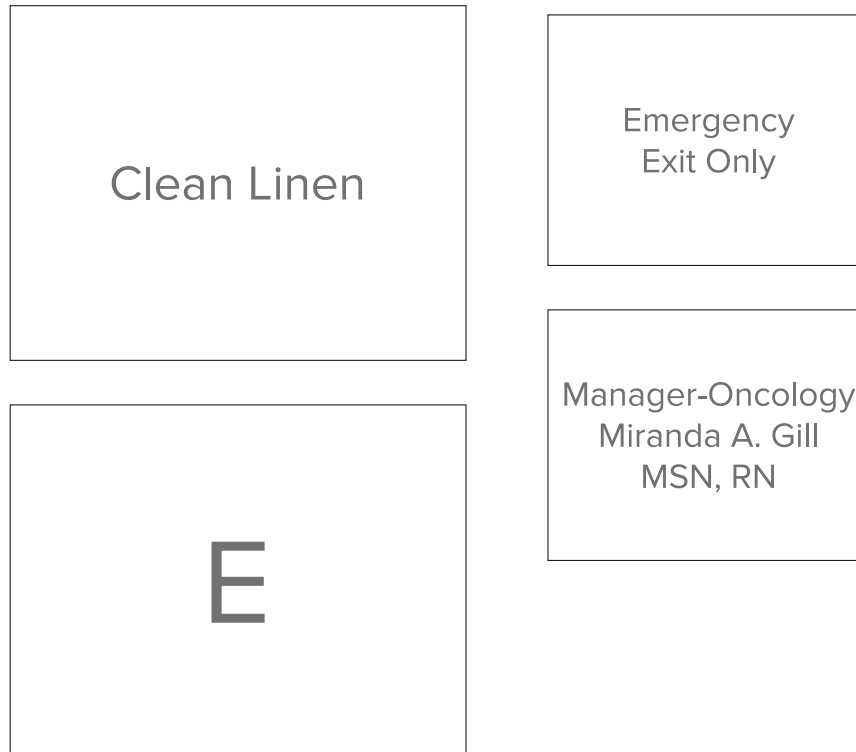 Clean Linen
Emergency
Exit Only
Manager-Oncology
Miranda A. Gill
MSN, RN
E